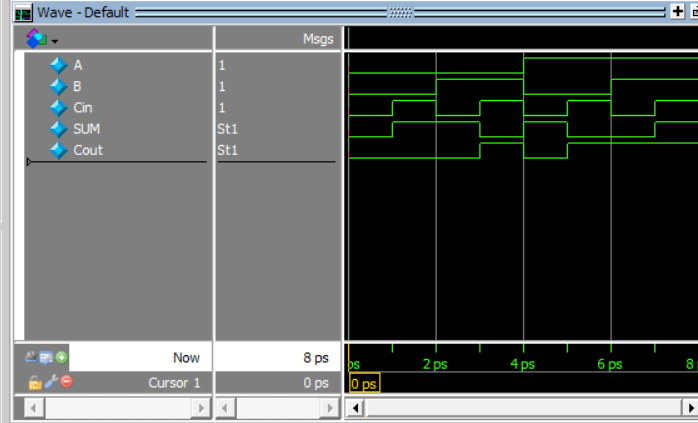 Wave - Default
Msgs
A 1
B 1
Cin 1
SUM St1
Cout St1
Now 8 ps ps 2 ps 4 ps 6 ps 8
Cursor 1 0 ps 0 ps